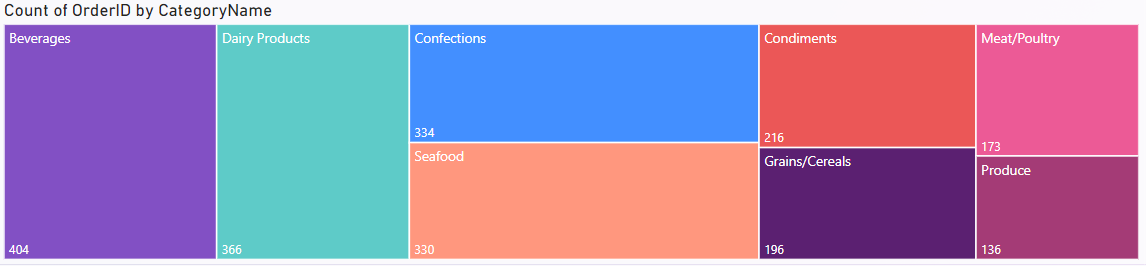 Count of OrderID by CategoryName
Beverages
404
Dairy Products
366
Confections
334
Seafood
330
Condiments
216
Grains/Cereals
196
Meat/Poultry
173
Produce
136